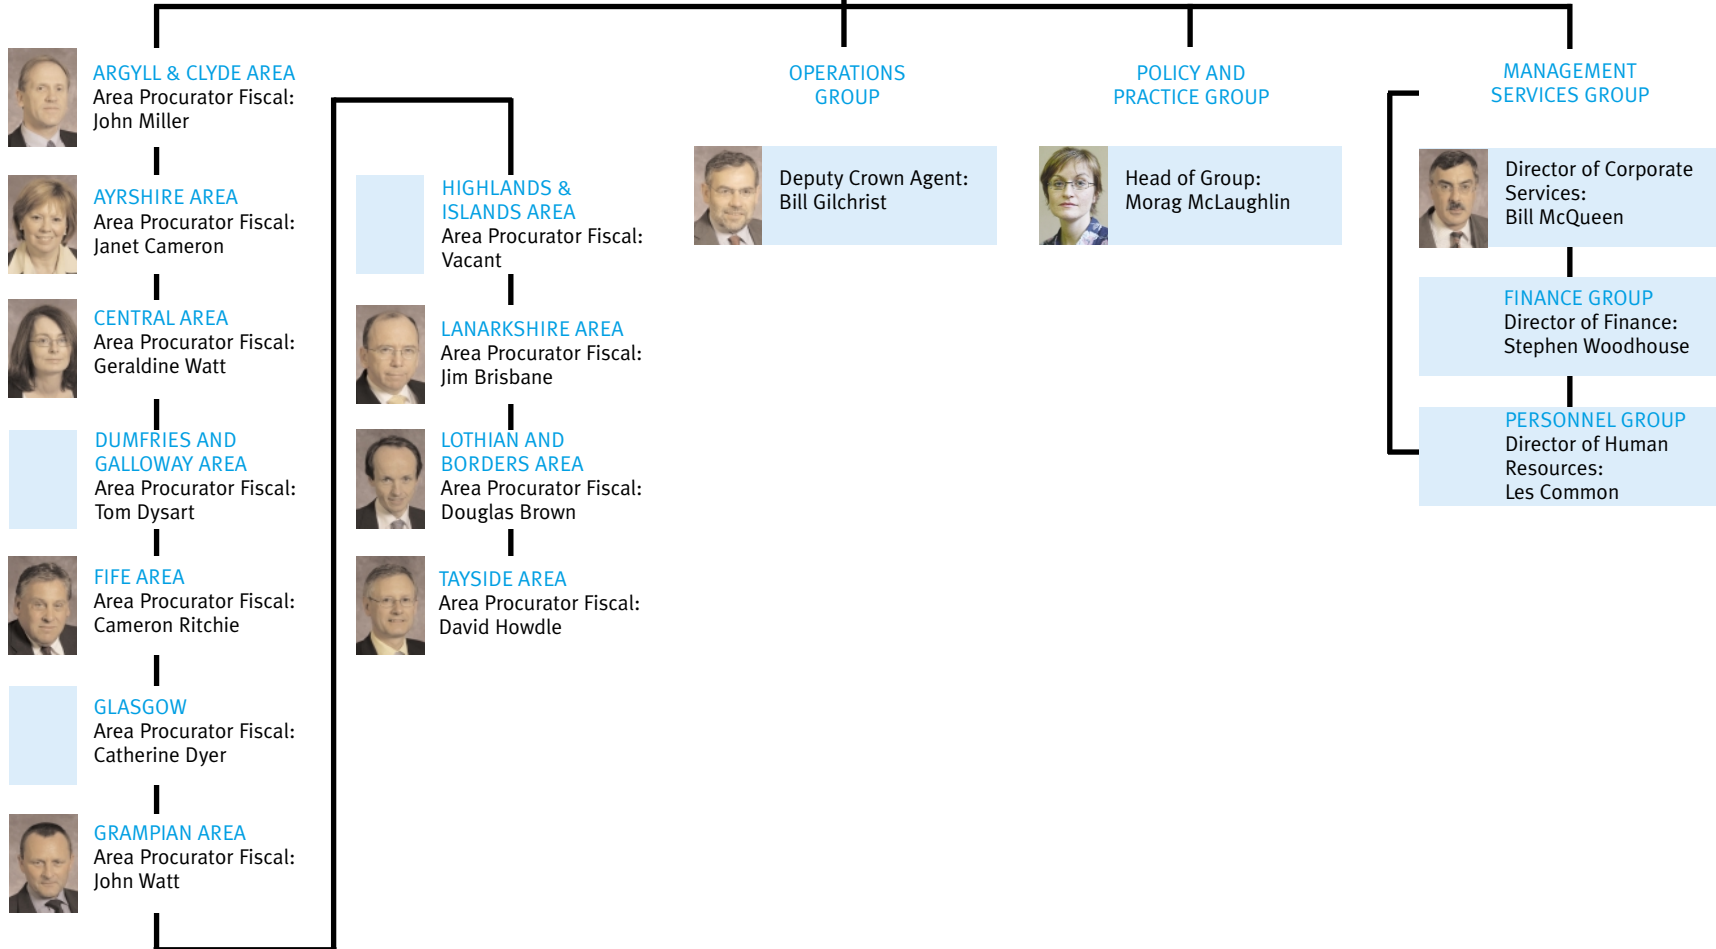 ARGYLL & CLYDE AREA
Area Procurator Fiscal:
John Miller
AYRSHIRE AREA
Area Procurator Fiscal:
Janet Cameron
CENTRAL AREA
Area Procurator Fiscal:
Geraldine Watt
DUMFRIES AND
GALLOWAY AREA
Area Procurator Fiscal:
Tom Dysart
FIFE AREA
Area Procurator Fiscal:
Cameron Ritchie
GLASGOW
Area Procurator Fiscal:
Catherine Dyer
GRAMPIAN AREA
Area Procurator Fiscal:
John Watt
HIGHLANDS &
ISLANDS AREA
Area Procurator Fiscal:
Vacant
LANARKSHIRE AREA
Area Procurator Fiscal:
Jim Brisbane
LOTHIAN AND
BORDERS AREA
Area Procurator Fiscal:
Douglas Brown
TAYSIDE AREA
Area Procurator Fiscal:
David Howdle
OPERATIONS
GROUP
Deputy Crown Agent:
Bill Gilchrist
POLICY AND
PRACTICE GROUP
Head of Group:
Morag McLaughlin
MANAGEMENT
SERVICES GROUP
Director of Corporate
Services:
Bill McQueen
FINANCE GROUP
Director of Finance:
Stephen Woodhouse
PERSONNEL GROUP
Director of Human
Resources:
Les Common